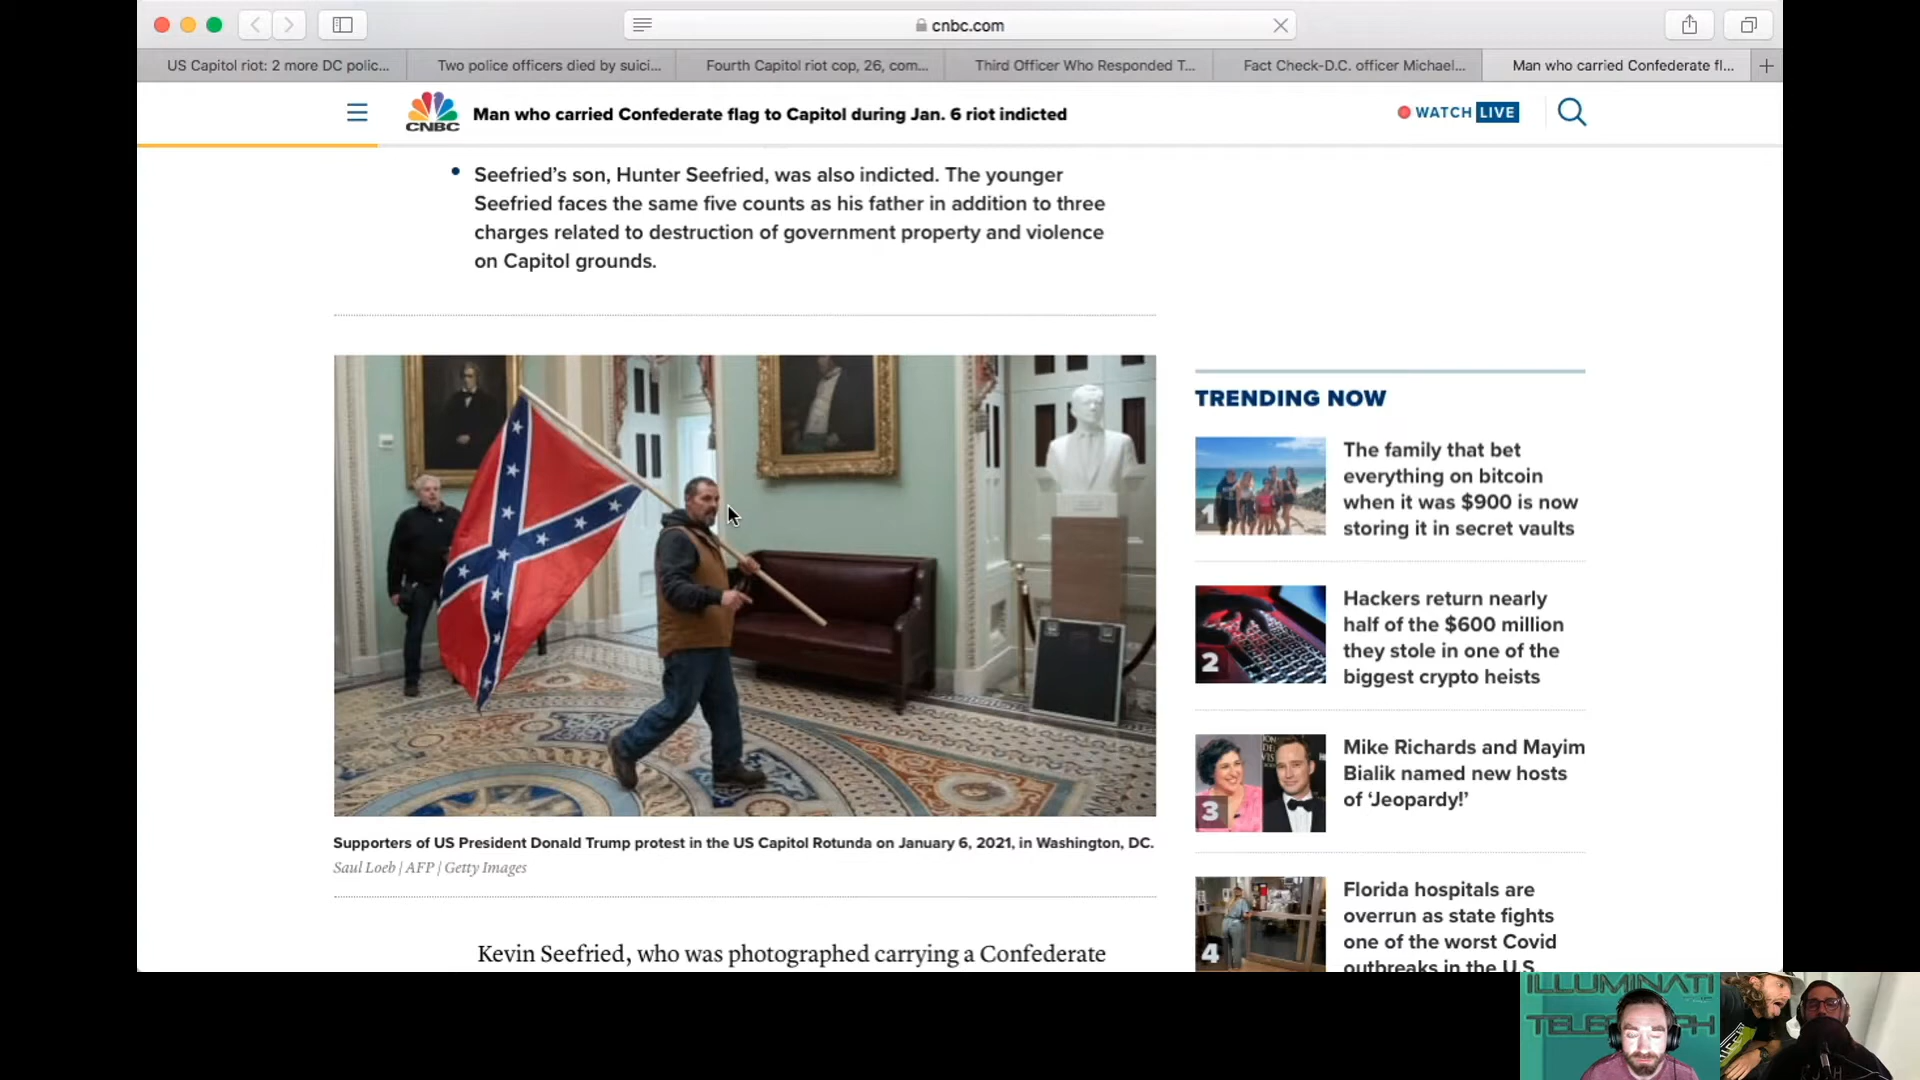 cnbc.com
US Capitol riot: 2 more DC polic...
Two police officers died by suici...
Fourth Capitol riot cop, 26, com...
Third Officer Who Responded T...
Fact Check-D.C. officer Michael...
Man who carried Confederate fl...
CNBC
Man who carried Confederate flag to Capitol during Jan. 6 riot indicted
WATCH LIVE
Seefried's son, Hunter Seefried, was also indicted. The younger
Seefried faces the same five counts as his father in addition to three
charges related to destruction of government property and violence
on Capitol grounds.
Supporters of US President Donald Trump protest in the US Capitol Rotunda on January 6, 2021, in Washington, DC.
Saul Loeb | AFP | Getty Images
Kevin Seefried, who was photographed carrying a Confederate
TRENDING NOW
1
The family that bet
everything on bitcoin
when it was $900 is now
storing it in secret vaults
2
Hackers return nearly
half of the $600 million
they stole in one of the
biggest crypto heists
3
Mike Richards and Mayim
Bialik named new hosts
of ‘Jeopardy!’
4
Florida hospitals are
overrun as state fights
one of the worst Covid
outbreaks in the U.S.
ILLUMINATI